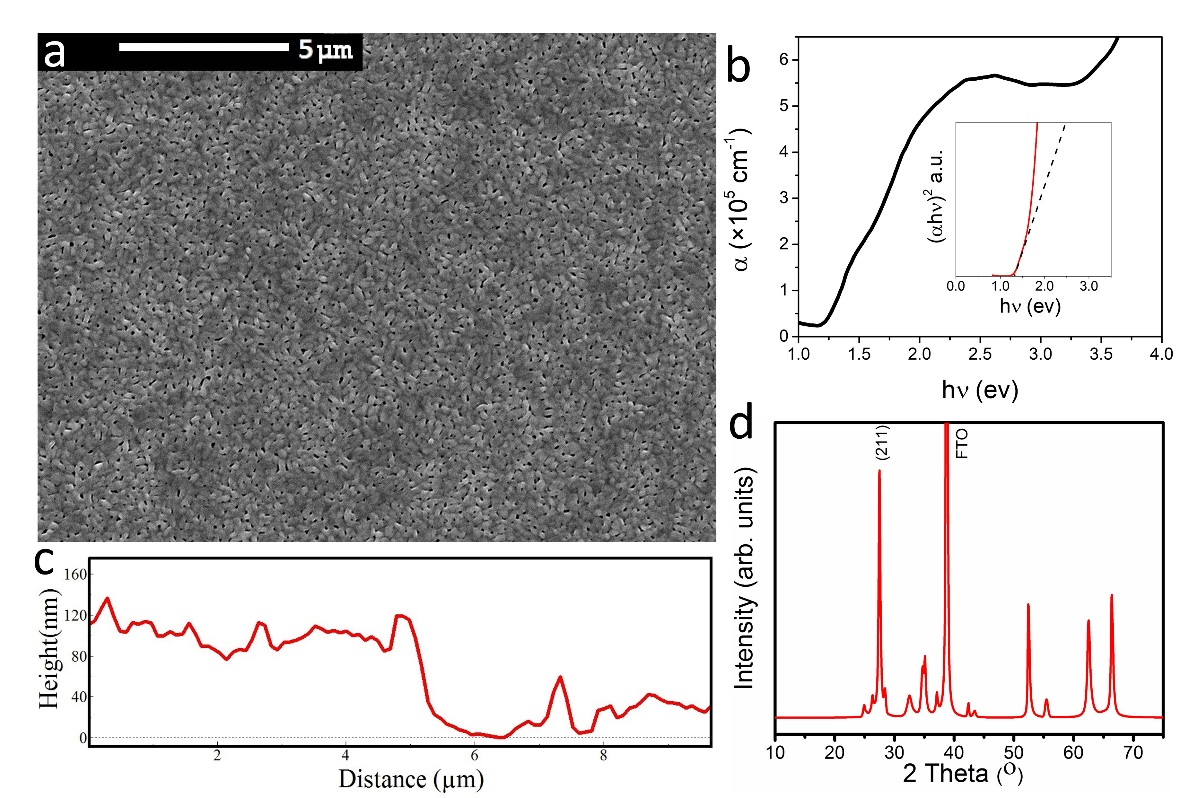 a
5µm
b
α (×10⁵ cm⁻¹)
6
5
4
3
2
1
0
1.0 1.5 2.0 2.5 3.0 3.5 4.0
hν (ev)
(αhν)² a.u.
0.0 1.0 2.0 3.0
hν (ev)
c
Height(nm)
160
120
80
40
0
2 4 6 8
Distance (µm)
d
Intensity (arb. units)
(211)
FTO
10 20 30 40 50 60 70
2 Theta (O)